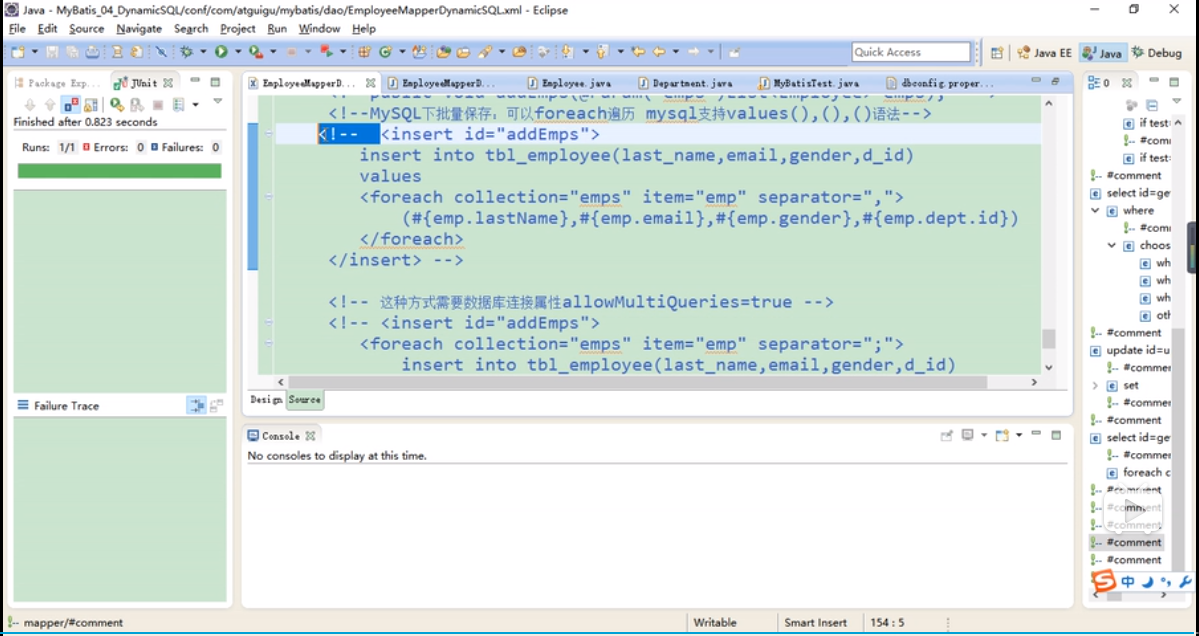 Java - MyBatis_04_DynamicSQL/conf/com/atguigu/mybatis/dao/EmployeeMapperDynamicSQL.xml - Eclipse
File Edit Source Navigate Search Project Run Window Help
Quick Access Java EE Java Debug
Package Exp... JUnit
Finished after 0.823 seconds
Runs: 1/1 Errors: 0 Failures: 0
Failure Trace
EmployeeMapperD... EmployeeMapperD... Employee.java Department.java MyBatisTest.java dbconfig.proper...
<!--MySQL下批量保存：可以foreach遍历 mysql支持values(),(),()语法-->
<!-- <insert id="addEmps">
insert into tbl_employee(last_name,email,gender,d_id)
values
<foreach collection="emps" item="emp" separator=",">
(#{emp.lastName},#{emp.email},#{emp.gender},#{emp.dept.id})
</foreach>
</insert> -->
<!-- 这种方式需要数据库连接属性allowMultiQueries=true -->
<!-- <insert id="addEmps">
<foreach collection="emps" item="emp" separator=";">
insert into tbl_employee(last_name,email,gender,d_id)
Design Source
Console
No consoles to display at this time.
O
if test:
#com
if test:
#comment
select id=ge
where
#com
choos
wh
wh
wh
oth
#comment
update id=u
#commer
set
#commer
#comment
select id=ge
#commer
foreach c
#comment
#comment
#comment
#comment
#comment
中
mapper/#comment Writable Smart Insert 154 : 5